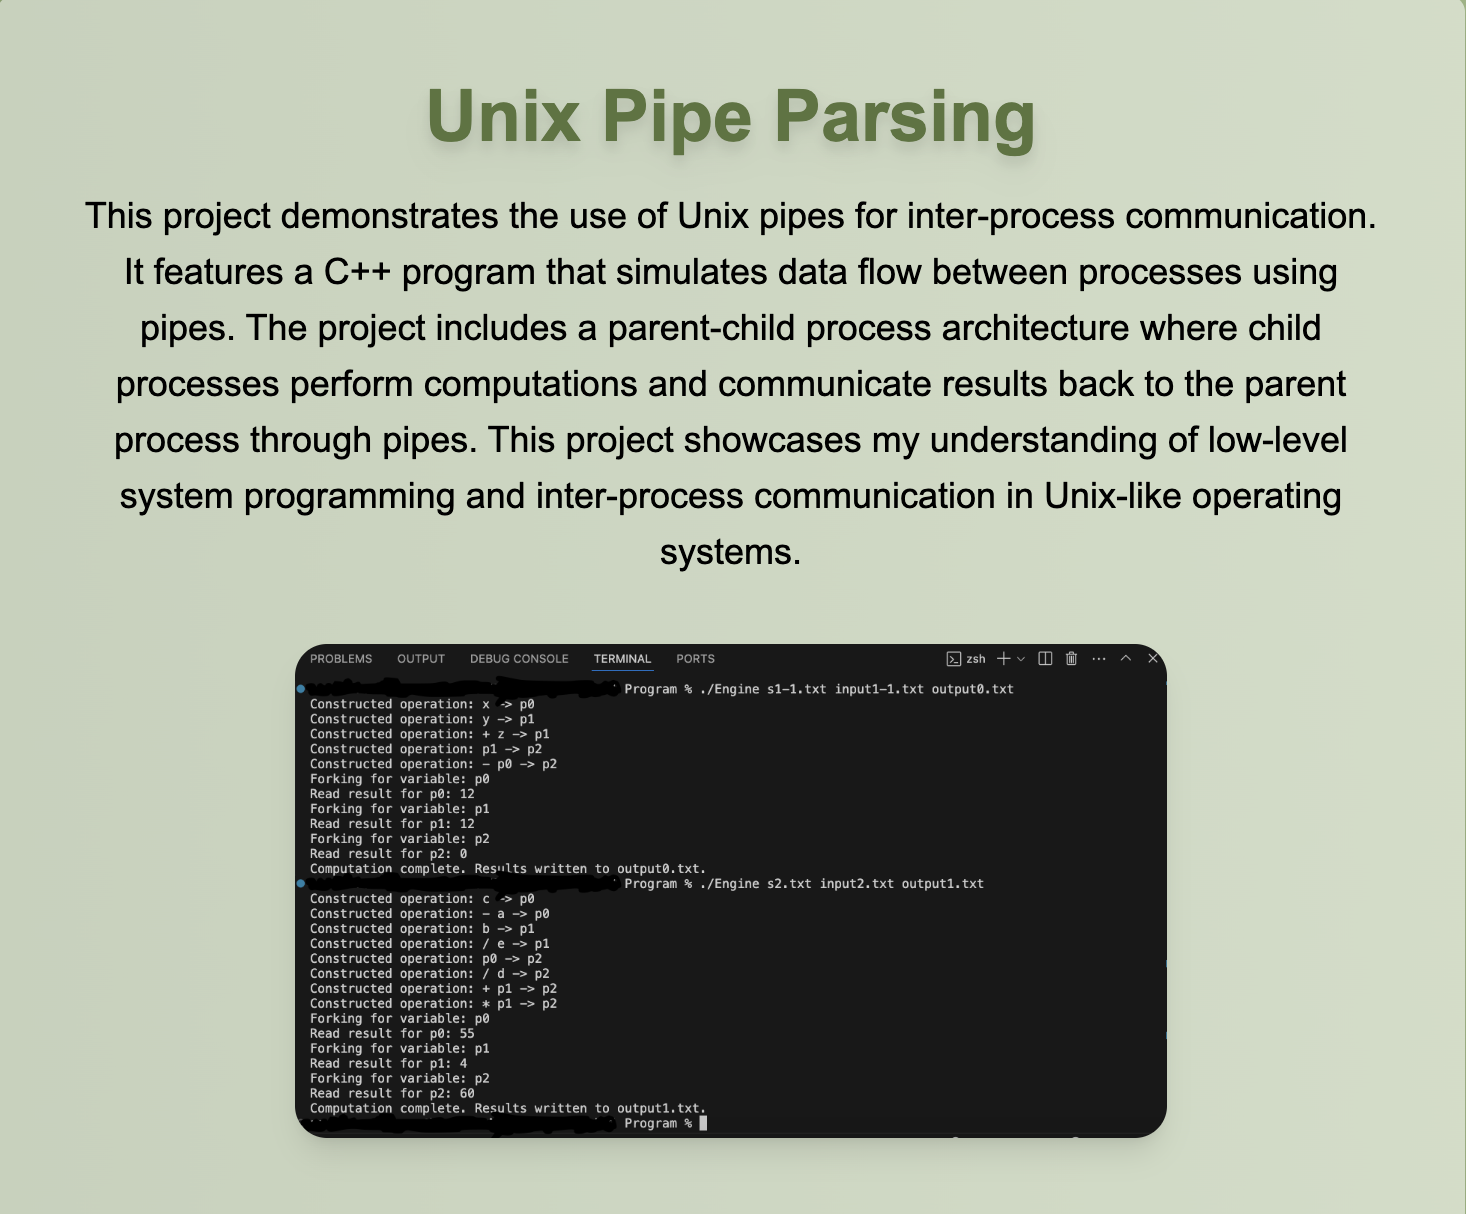 Unix Pipe Parsing
This project demonstrates the use of Unix pipes for inter-process communication.
It features a C++ program that simulates data flow between processes using
pipes. The project includes a parent-child process architecture where child
processes perform computations and communicate results back to the parent
process through pipes. This project showcases my understanding of low-level
system programming and inter-process communication in Unix-like operating
systems.
PROBLEMS OUTPUT DEBUG CONSOLE TERMINAL PORTS zsh
Program % ./Engine s1-1.txt input1-1.txt output0.txt
Constructed operation: x -> p0
Constructed operation: y -> p1
Constructed operation: + z -> p1
Constructed operation: p1 -> p2
Constructed operation: - p0 -> p2
Forking for variable: p0
Read result for p0: 12
Forking for variable: p1
Read result for p1: 12
Forking for variable: p2
Read result for p2: 0
Computation complete. Results written to output0.txt.
Program % ./Engine s2.txt input2.txt output1.txt
Constructed operation: c -> p0
Constructed operation: - a -> p0
Constructed operation: b -> p1
Constructed operation: / e -> p1
Constructed operation: p0 -> p2
Constructed operation: / d -> p2
Constructed operation: + p1 -> p2
Constructed operation: * p1 -> p2
Forking for variable: p0
Read result for p0: 55
Forking for variable: p1
Read result for p1: 4
Forking for variable: p2
Read result for p2: 60
Computation complete. Results written to output1.txt.
Program %